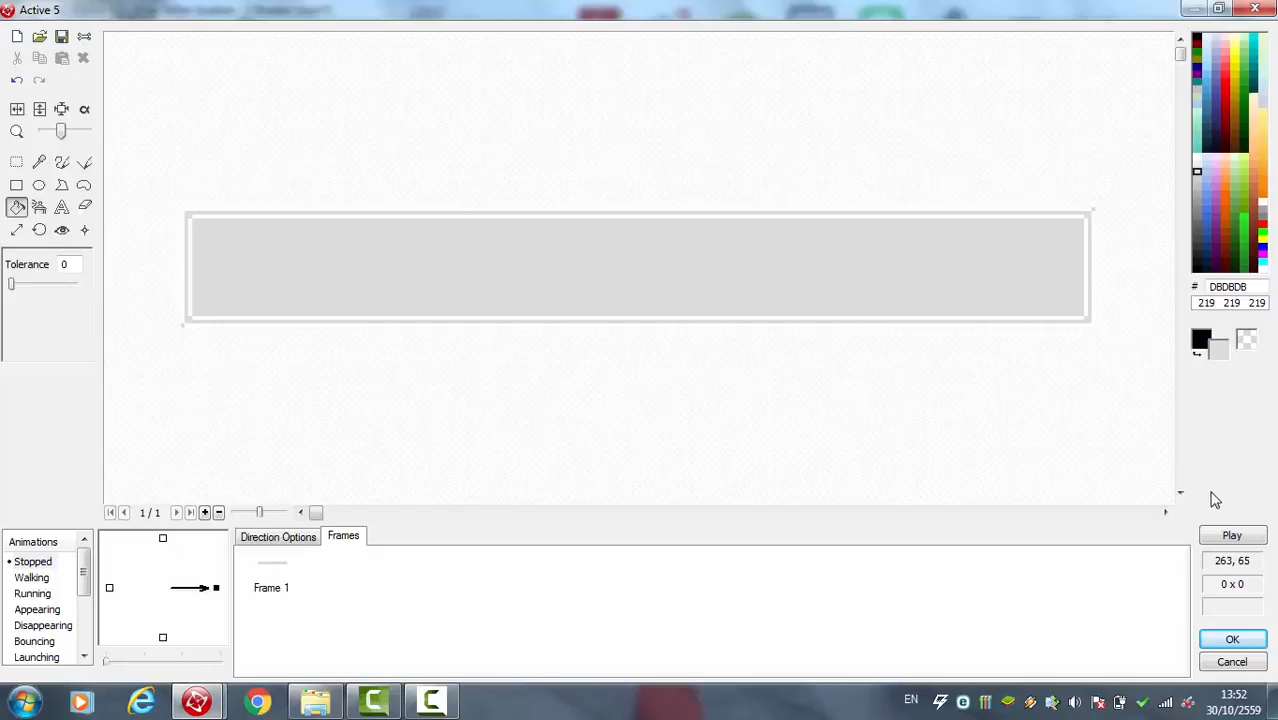 Active 5
Tolerance 0
# DBDBDB
219 219 219
1 / 1
Animations
Stopped
Walking
Running
Appearing
Disappearing
Bouncing
Launching
Direction Options
Frames
Frame 1
Play
263, 65
0 x 0
OK
Cancel
EN
13:52
30/10/2559